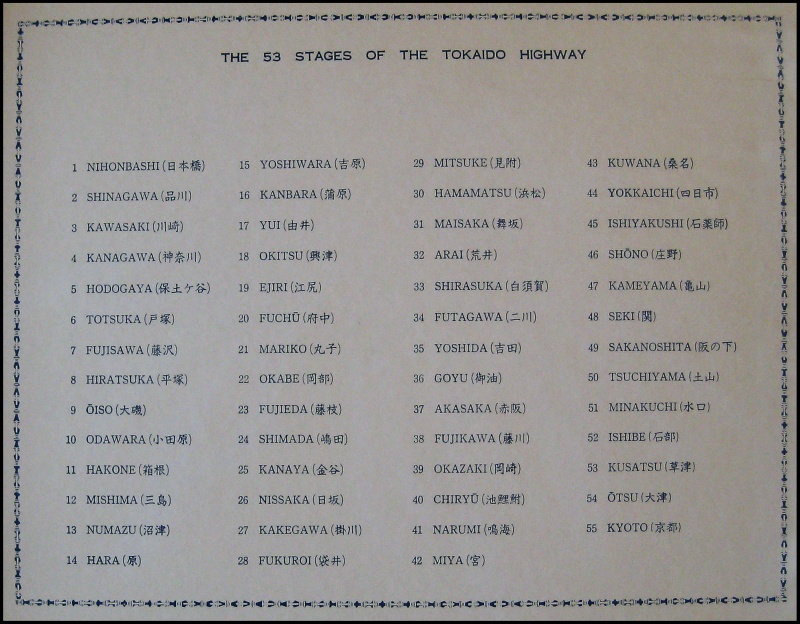 THE 53 STAGES OF THE TOKAIDO HIGHWAY
1 NIHONBASHI (日本橋)
2 SHINAGAWA (品川)
3 KAWASAKI (川崎)
4 KANAGAWA (神奈川)
5 HODOGAYA (保土ケ谷)
6 TOTSUKA (戸塚)
7 FUJISAWA (藤沢)
8 HIRATSUKA (平塚)
9 ŌISO (大磯)
10 ODAWARA (小田原)
11 HAKONE (箱根)
12 MISHIMA (三島)
13 NUMAZU (沼津)
14 HARA (原)
15 YOSHIWARA (吉原)
16 KANBARA (蒲原)
17 YUI (由井)
18 OKITSU (興津)
19 EJIRI (江尻)
20 FUCHŪ (府中)
21 MARIKO (丸子)
22 OKABE (岡部)
23 FUJIEDA (藤枝)
24 SHIMADA (嶋田)
25 KANAYA (金谷)
26 NISSAKA (日坂)
27 KAKEGAWA (掛川)
28 FUKUROI (袋井)
29 MITSUKE (見附)
30 HAMAMATSU (浜松)
31 MAISAKA (舞坂)
32 ARAI (荒井)
33 SHIRASUKA (白須賀)
34 FUTAGAWA (二川)
35 YOSHIDA (吉田)
36 GOYU (御油)
37 AKASAKA (赤阪)
38 FUJIKAWA (藤川)
39 OKAZAKI (岡崎)
40 CHIRYŪ (池鯉鮒)
41 NARUMI (鳴海)
42 MIYA (宮)
43 KUWANA (桑名)
44 YOKKAICHI (四日市)
45 ISHIYAKUSHI (石薬師)
46 SHŌNO (庄野)
47 KAMEYAMA (亀山)
48 SEKI (関)
49 SAKANOSHITA (阪の下)
50 TSUCHIYAMA (土山)
51 MINAKUCHI (水口)
52 ISHIBE (石部)
53 KUSATSU (草津)
54 ŌTSU (大津)
55 KYOTO (京都)